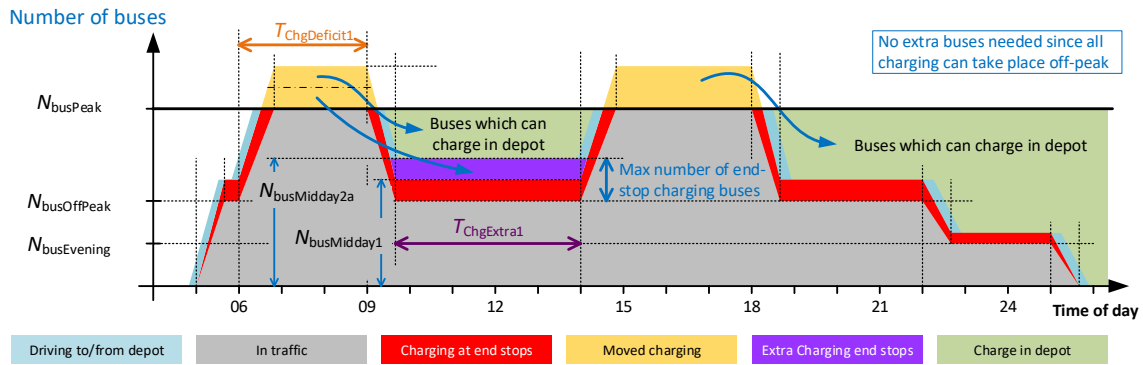 Number of buses
TChgDeficit1
No extra buses needed since all
charging can take place off-peak
NbusPeak
Buses which can
charge in depot
Buses which can charge in depot
Max number of end-
stop charging buses
NbusMidday2a
NbusOffPeak
NbusMidday1
TChgExtra1
NbusEvening
06 09 12 15 18 21 24 Time of day
Driving to/from depot In traffic Charging at end stops Moved charging Extra Charging end stops Charge in depot